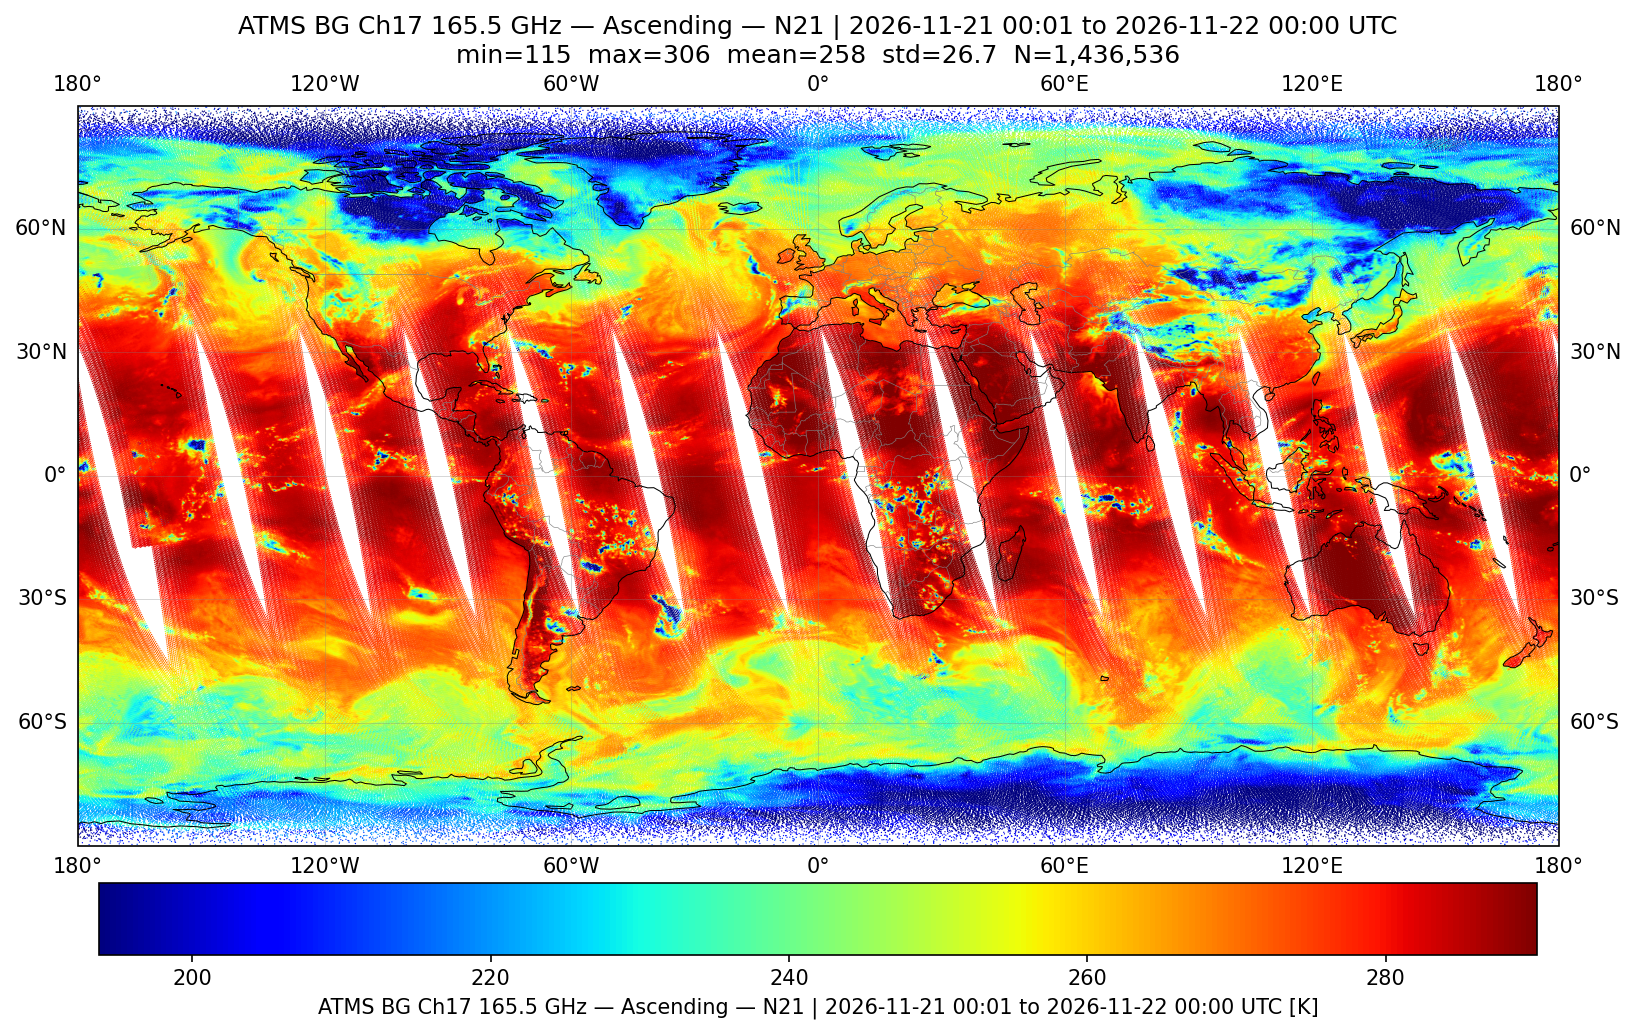 ATMS BG Ch17 165.5 GHz — Ascending — N21 | 2026-11-21 00:01 to 2026-11-22 00:00 UTC
min=115  max=306  mean=258  std=26.7  N=1,436,536
180° 120°W 60°W 0° 60°E 120°E 180°
60°N 60°N
30°N 30°N
0° 0°
30°S 30°S
60°S 60°S
180° 120°W 60°W 0° 60°E 120°E 180°
200 220 240 260 280
ATMS BG Ch17 165.5 GHz — Ascending — N21 | 2026-11-21 00:01 to 2026-11-22 00:00 UTC [K]